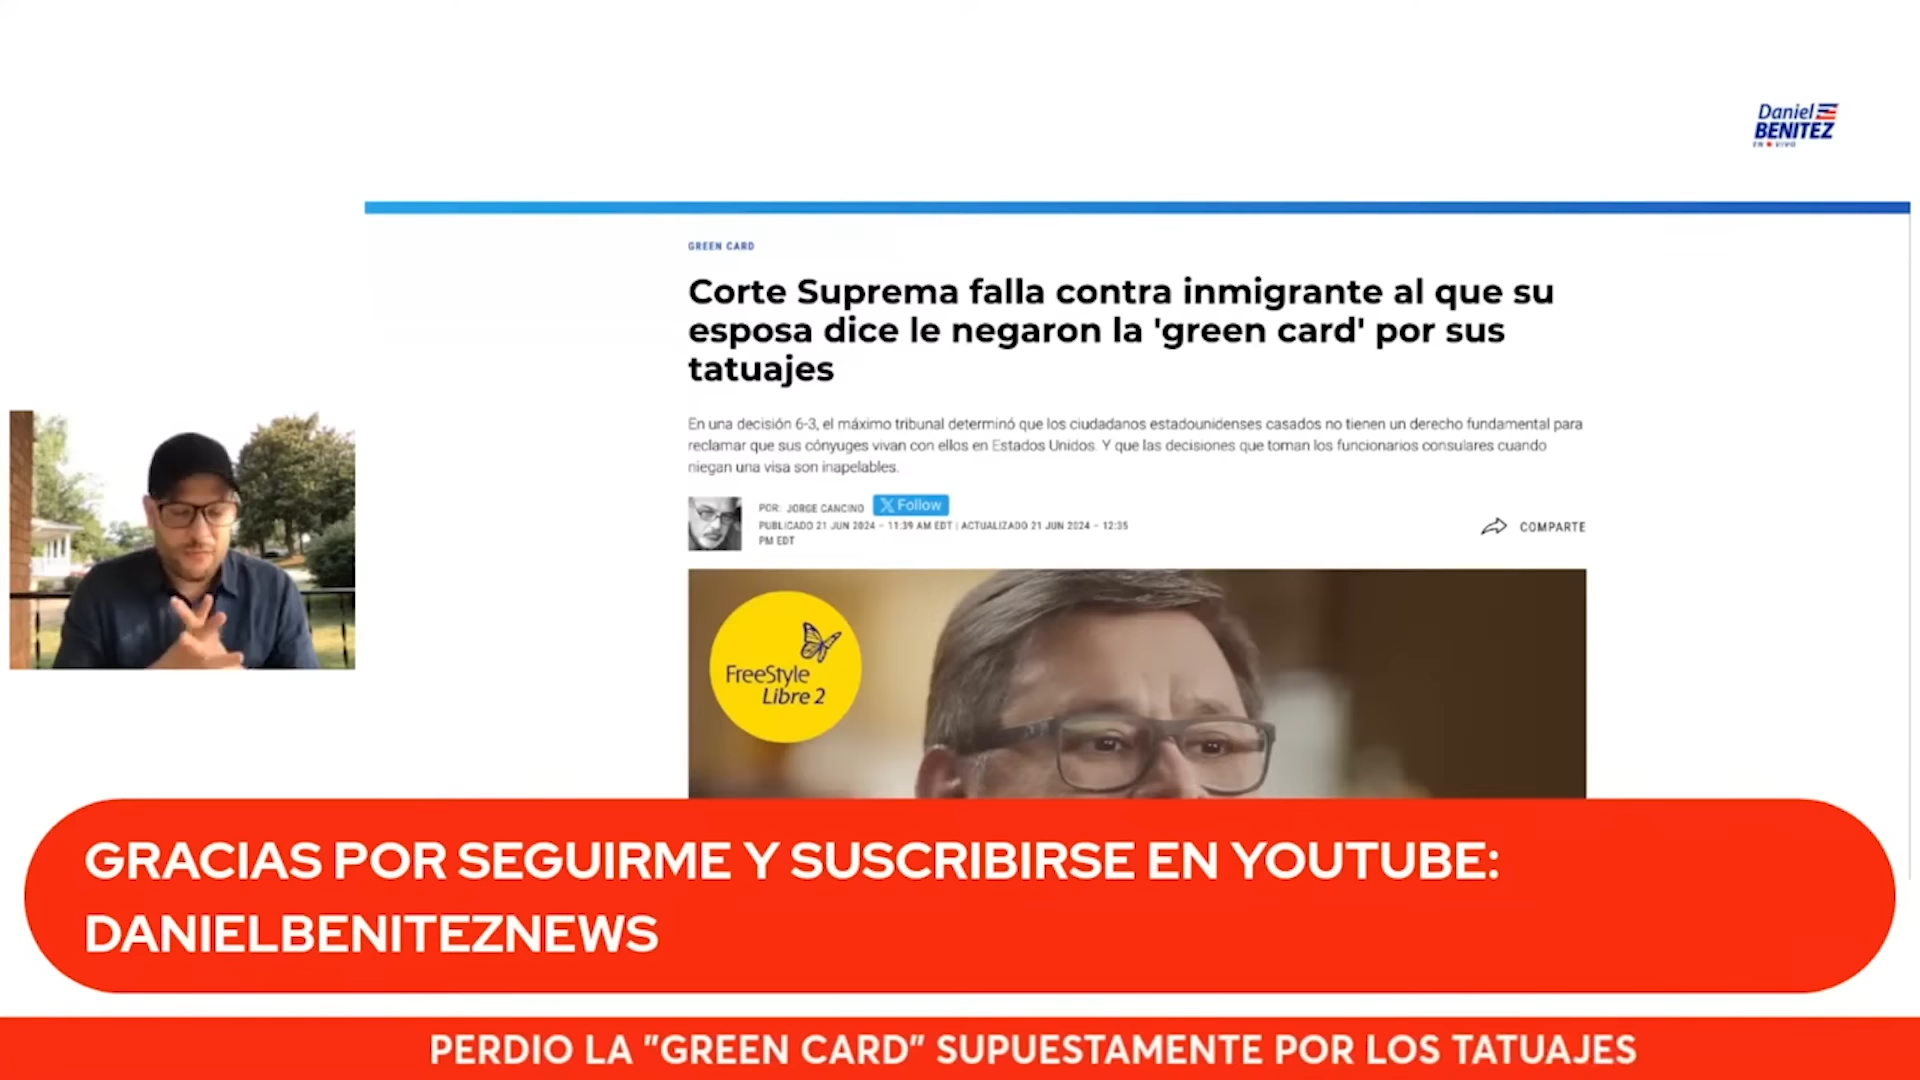 Daniel
BENITEZ
EN VIVO
GREEN CARD
Corte Suprema falla contra inmigrante al que su
esposa dice le negaron la 'green card' por sus
tatuajes
En una decisión 6-3, el máximo tribunal determinó que los ciudadanos estadounidenses casados no tienen un derecho fundamental para
reclamar que sus cónyuges vivan con ellos en Estados Unidos. Y que las decisiones que toman los funcionarios consulares cuando
niegan una visa son inapelables.
POR: JORGE CANCINO
X Follow
PUBLICADO 21 JUN 2024 – 11:39 AM EDT | ACTUALIZADO 21 JUN 2024 – 12:35
PM EDT
COMPARTE
FreeStyle
Libre 2
GRACIAS POR SEGUIRME Y SUSCRIBIRSE EN YOUTUBE:
DANIELBENITEZNEWS
PERDIO LA "GREEN CARD" SUPUESTAMENTE POR LOS TATUAJES